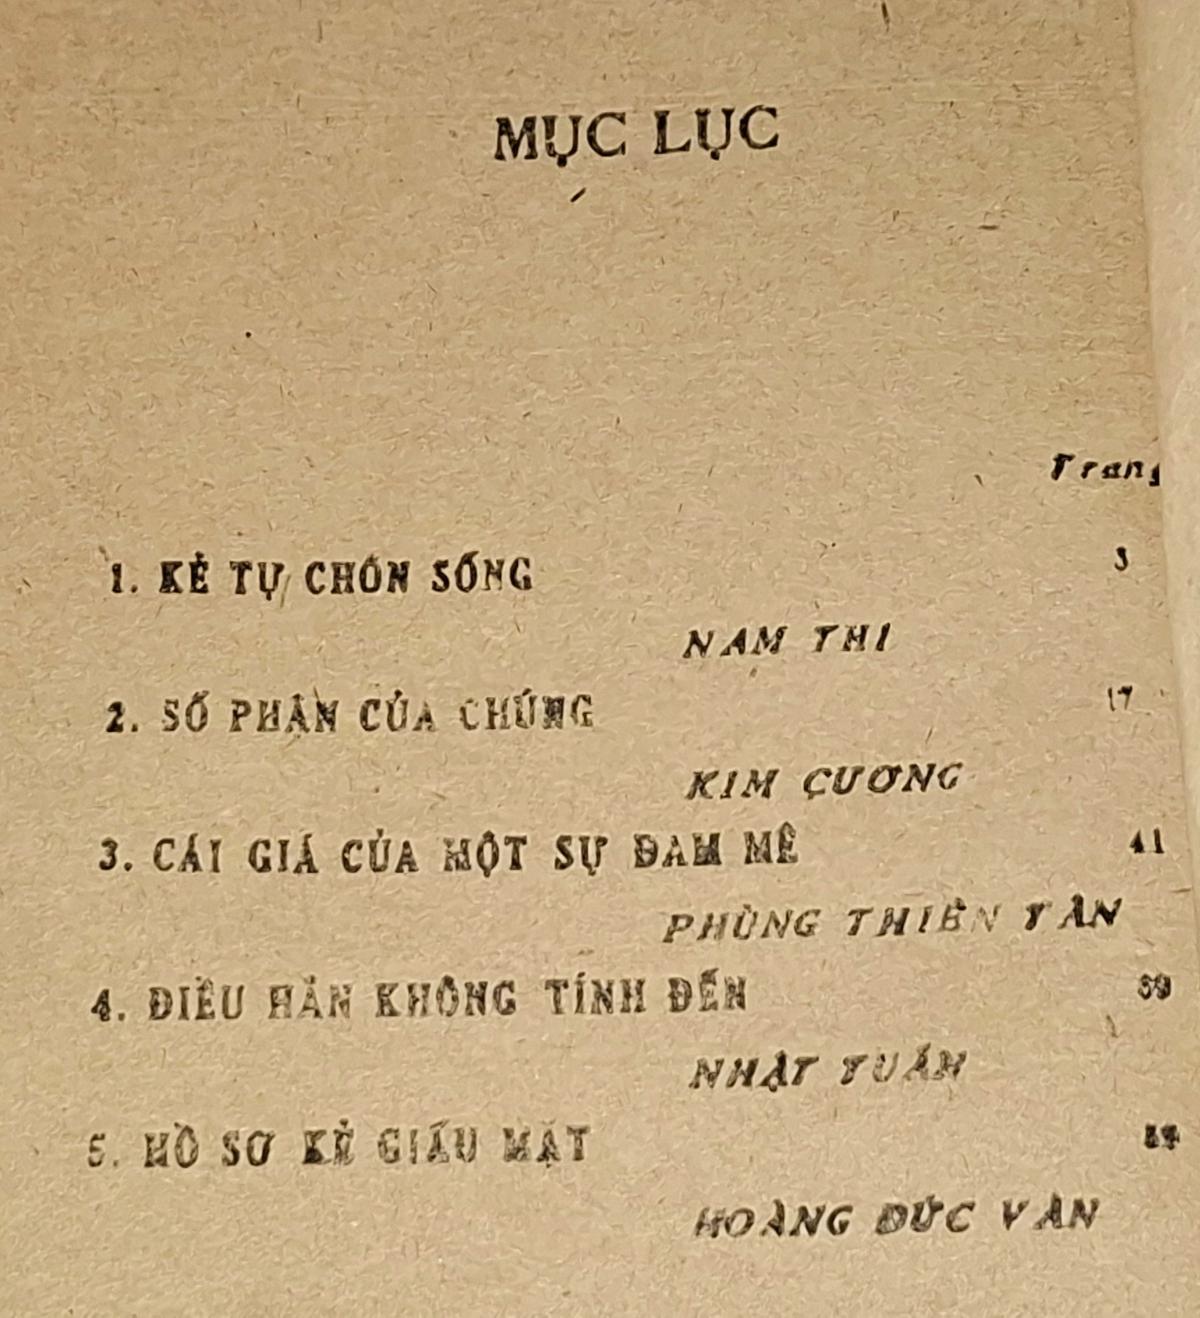 MỤC LỤC
Trang
1. KẺ TỰ CHÔN SỐNG 3
NAM THI
2. SỐ PHẬN CỦA CHÚNG 17
KIM CƯƠNG
3. CÁI GIÁ CỦA MỘT SỰ ĐAM MÊ 41
PHÙNG THIÊN TÂN
4. ĐIỀU HẮN KHÔNG TÍNH ĐẾN
NHẬT TUẤN
5. HỒ SƠ KẺ GIẤU MẶT
HOÀNG ĐỨC VÂN